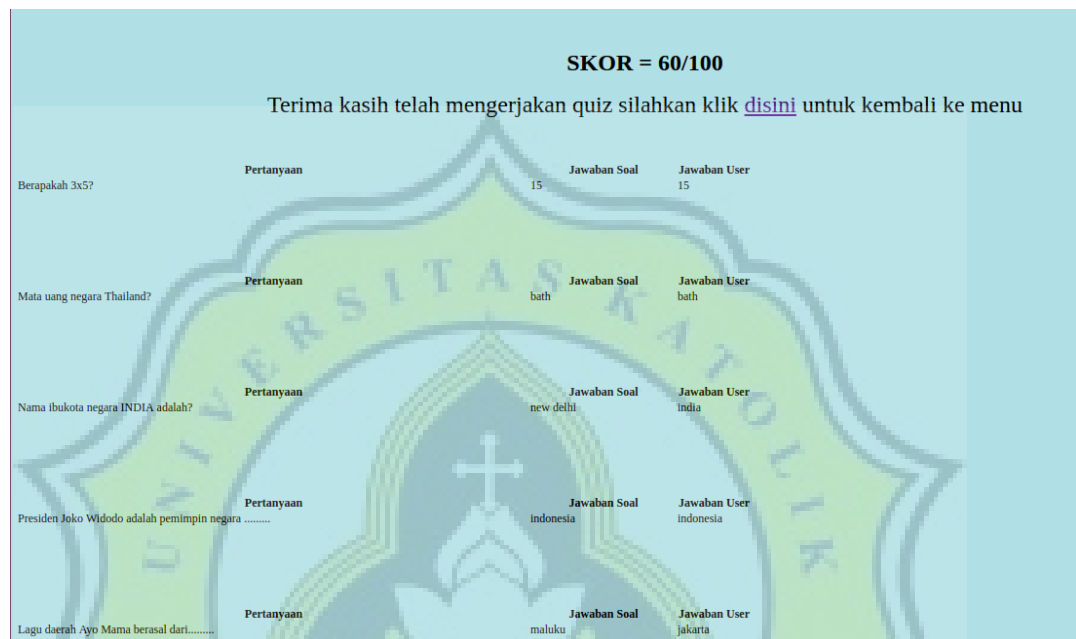 SKOR = 60/100
Terima kasih telah mengerjakan quiz silahkan klik disini untuk kembali ke menu
Pertanyaan Jawaban Soal Jawaban User
Berapakah 3x5? 15 15
Pertanyaan Jawaban Soal Jawaban User
Mata uang negara Thailand? bath bath
Pertanyaan Jawaban Soal Jawaban User
Nama ibukota negara INDIA adalah? new delhi india
Pertanyaan Jawaban Soal Jawaban User
Presiden Joko Widodo adalah pemimpin negara ......... indonesia indonesia
Pertanyaan Jawaban Soal Jawaban User
Lagu daerah Ayo Mama berasal dari......... maluku jakarta
UNIVERSITAS KATOLIK